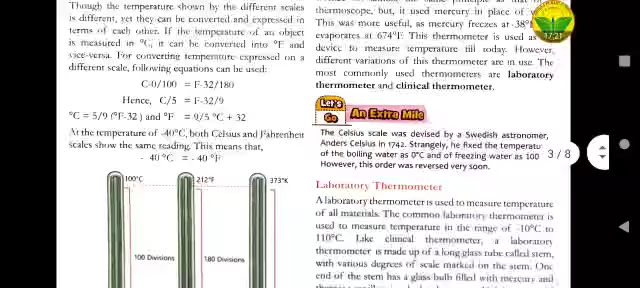 Though the temperature shown by the different scales
is different, yet they can be converted and expressed in
terms of each other. If the temperature of an object
is measured in °C, it can be converted into °F and
vice-versa. For converting temperature expressed on a
different scale, following equations can be used:
C-0/100 = F-32/180
Hence, C/5 = F-32/9
°C = 5/9 (°F-32) and °F = 9/5 °C + 32
At the temperature of -40°C, both Celsius and Fahrenheit
scales show the same reading. This means that,
- 40 °C = - 40 °F
100°C
212°F
373°K
100 Divisions
180 Divisions
thermoscope, but, it used mercury in place of
This was more useful, as mercury freezes at -38°
evaporates at 674°F. This thermometer is used as
device to measure temperature till today. However,
different variations of this thermometer are in use. The
most commonly used thermometers are laboratory
thermometer and clinical thermometer.
Let's
Go
An Extra Mile
The Celsius scale was devised by a Swedish astronomer,
Anders Celsius in 1742. Strangely, he fixed the temperatu
of the boiling water as 0°C and of freezing water as 100
However, this order was reversed very soon.
Laboratory Thermometer
A laboratory thermometer is used to measure temperature
of all materials. The common laboratory thermometer is
used to measure temperature in the range of -10°C to
110°C. Like clinical thermometer, a laboratory
thermometer is made up of a long glass tube called stem,
with various degrees of scale marked on the stem. One
end of the stem has a glass bulb filled with mercury and
17:21
3 / 8